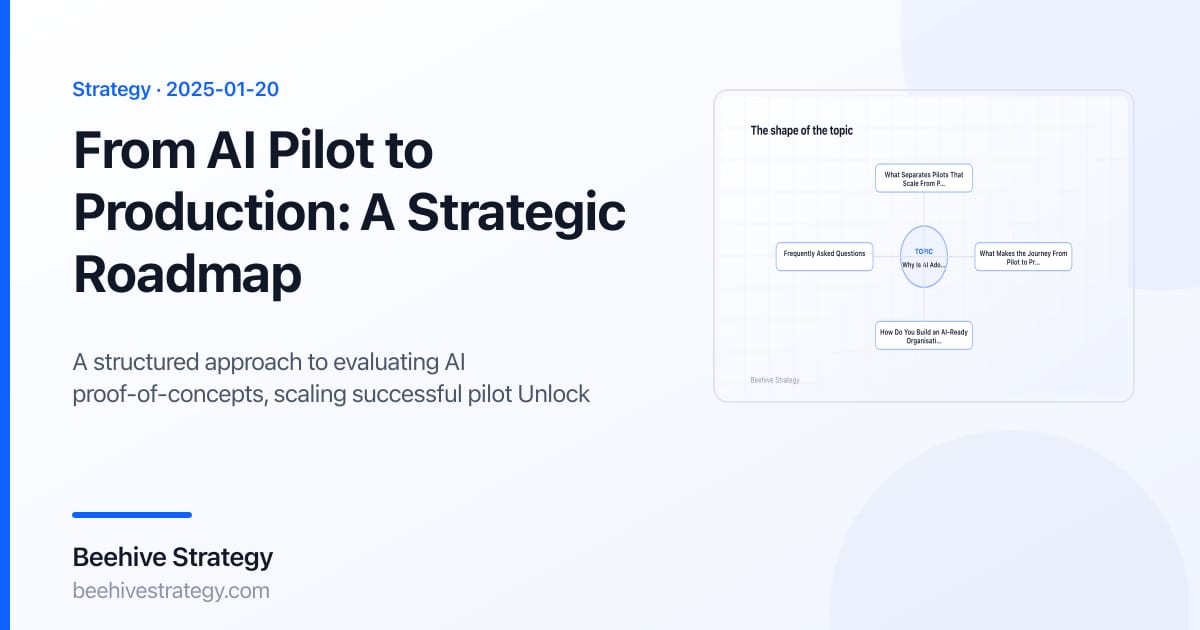 Strategy · 2025-01-20
From AI Pilot to
Production: A Strategic
Roadmap
A structured approach to evaluating AI
proof-of-concepts, scaling successful pilot Unlock
Beehive Strategy
beehivestrategy.com
The shape of the topic
What Separates Pilots That
Scale From P...
Frequently Asked Questions
TOPIC
Why Is AI Ado...
What Makes the Journey From
Pilot to Pr...
How Do You Build an AI-Ready
Organisati...
Beehive Strategy